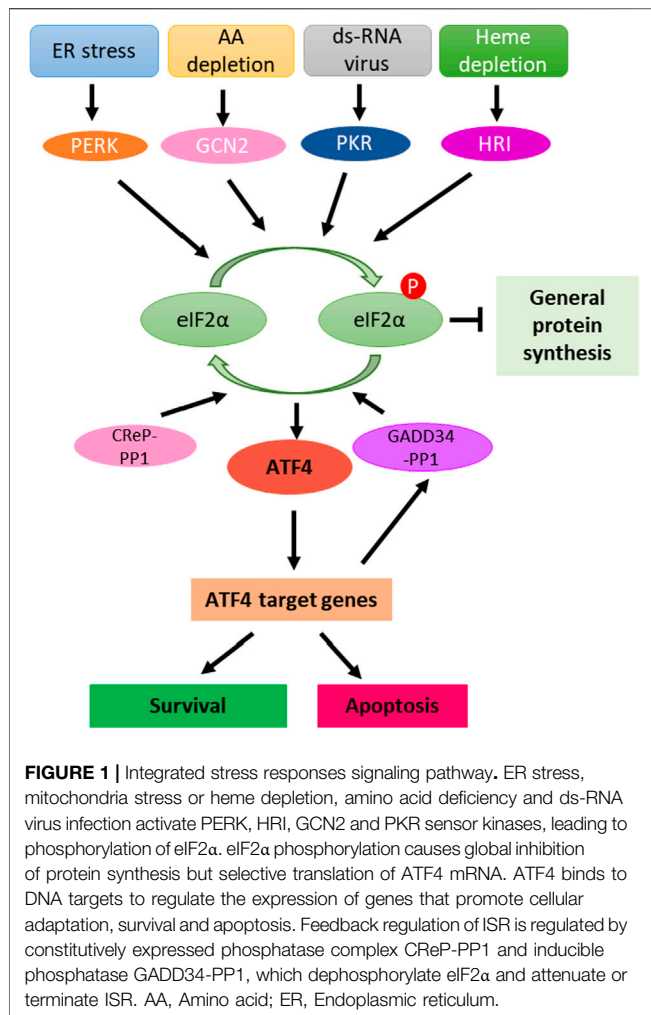 ER stress
AA
depletion
ds-RNA
virus
Heme
depletion
PERK
GCN2
PKR
HRI
eIF2α
eIF2α
P
General
protein
synthesis
CReP-
PP1
ATF4
GADD34
-PP1
ATF4 target genes
Survival
Apoptosis
FIGURE 1 | Integrated stress responses signaling pathway. ER stress,
mitochondria stress or heme depletion, amino acid deficiency and ds-RNA
virus infection activate PERK, HRI, GCN2 and PKR sensor kinases, leading to
phosphorylation of eIF2α. eIF2α phosphorylation causes global inhibition
of protein synthesis but selective translation of ATF4 mRNA. ATF4 binds to
DNA targets to regulate the expression of genes that promote cellular
adaptation, survival and apoptosis. Feedback regulation of ISR is regulated by
constitutively expressed phosphatase complex CReP-PP1 and inducible
phosphatase GADD34-PP1, which dephosphorylate eIF2α and attenuate or
terminate ISR. AA, Amino acid; ER, Endoplasmic reticulum.